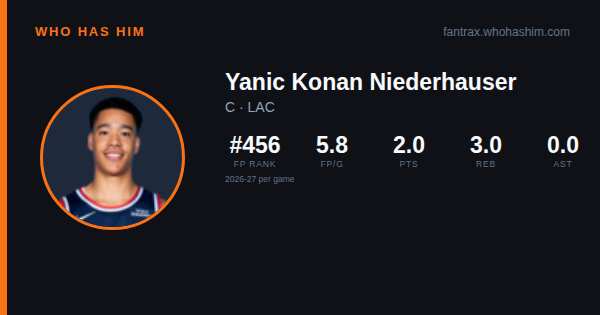 WHO HAS HIM
fantrax.whohashim.com
Yanic Konan Niederhauser
C · LAC
#456 5.8 2.0 3.0 0.0
FP RANK FP/G PTS REB AST
2026-27 per game